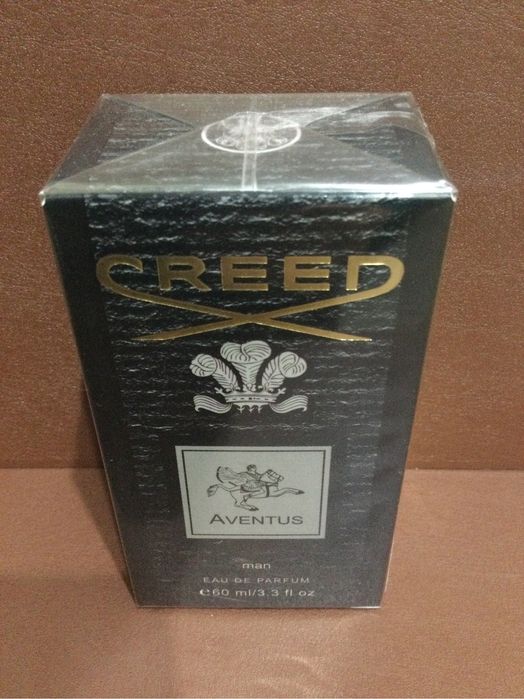 CREED
AVENTUS
man
EAU DE PARFUM
℮60 ml/3.3 fl oz